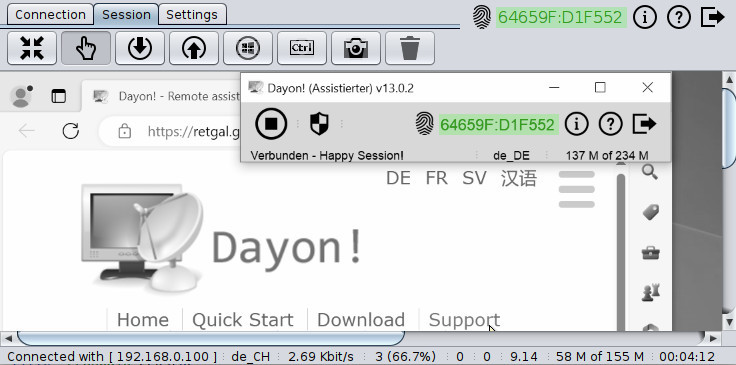 Connection Session Settings 64659F:D1F552
Ctrl
Dayon! (Assistierter) v13.0.2
Dayon! - Remote assist
https://retgal.g
64659F:D1F552
Verbunden - Happy Session! de_DE 137 M of 234 M
DE FR SV 汉语
Dayon!
Home Quick Start Download Support
Connected with [ 192.168.0.100 ] de_CH 2.69 Kbit/s 3 (66.7%) 0 0 9.14 58 M of 155 M 00:04:12